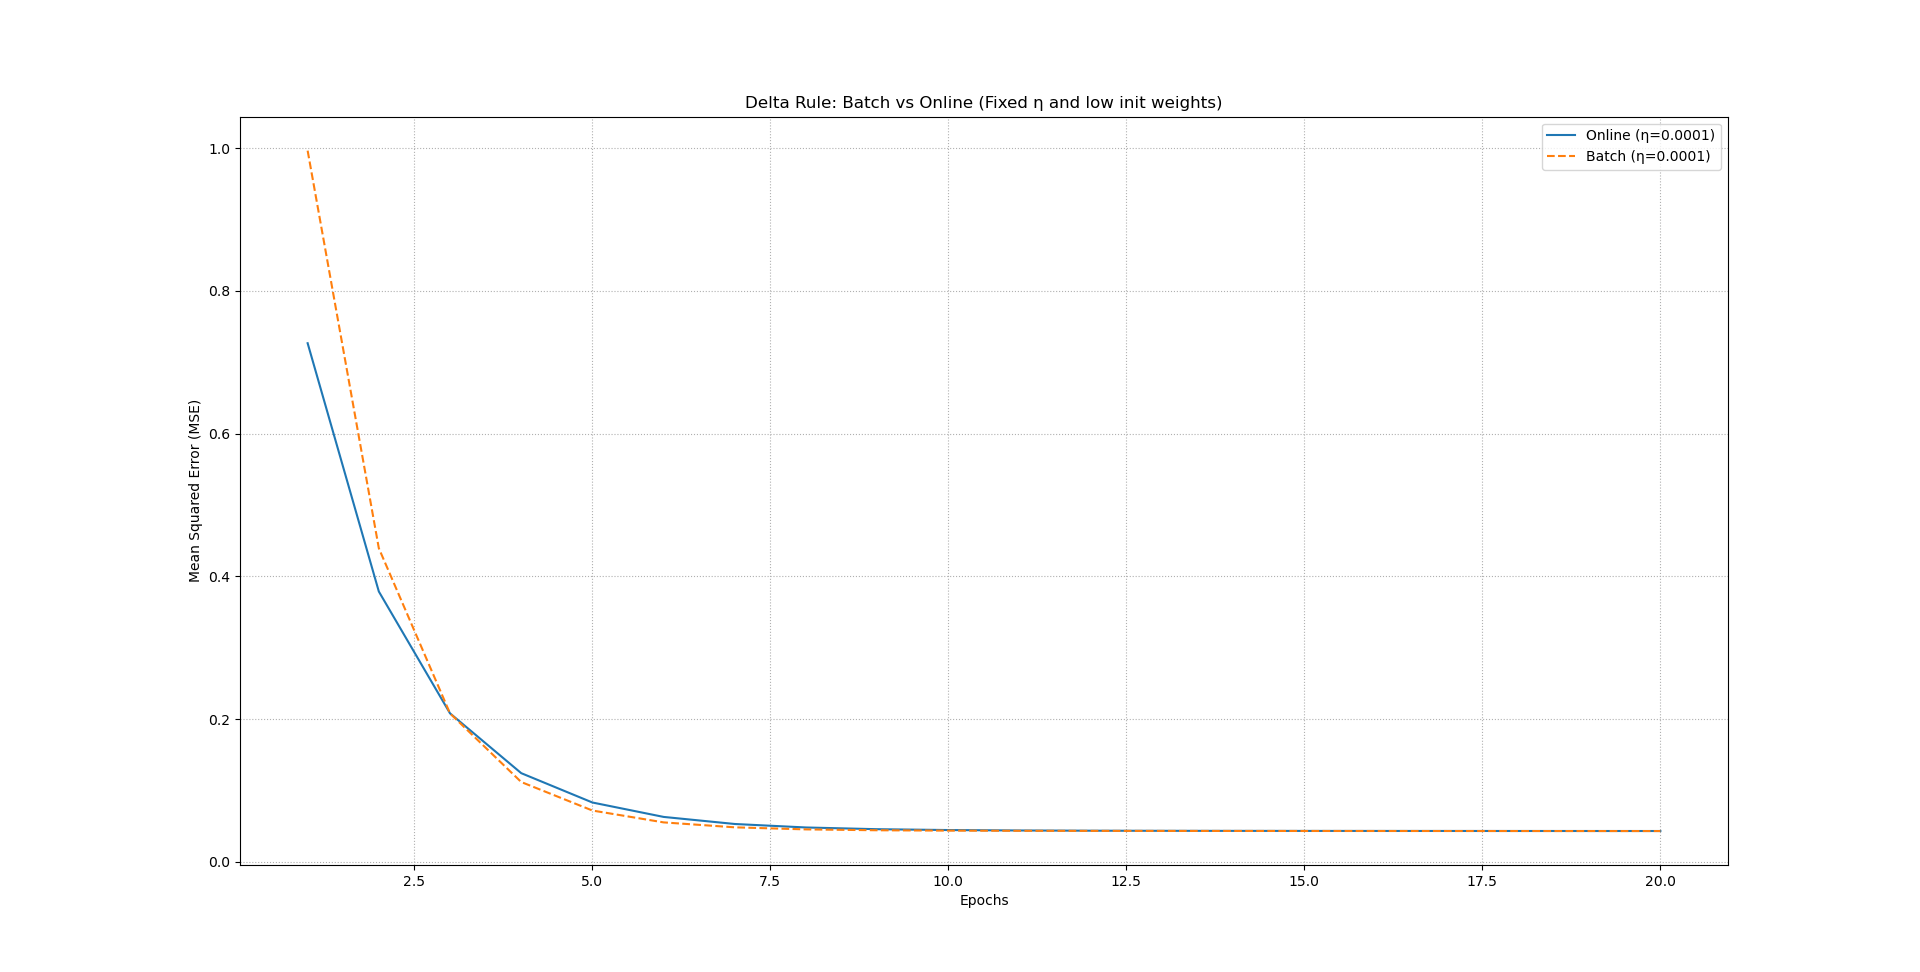 Delta Rule: Batch vs Online (Fixed η and low init weights)
Online (η=0.0001)
Batch (η=0.0001)
Mean Squared Error (MSE)
1.0
0.8
0.6
0.4
0.2
0.0
2.5 5.0 7.5 10.0 12.5 15.0 17.5 20.0
Epochs